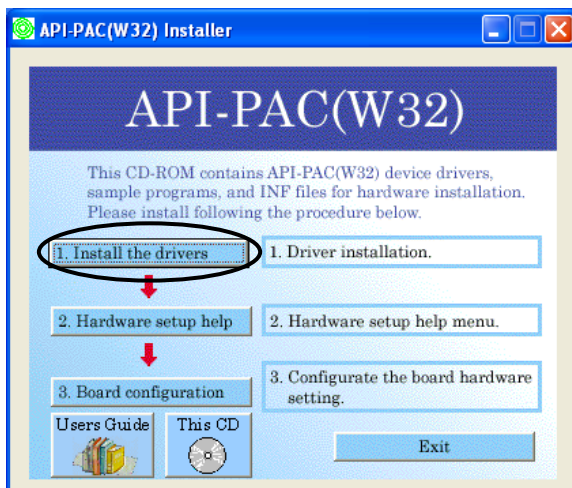 API-PAC(W32) Installer
API-PAC(W32)
This CD-ROM contains API-PAC(W32) device drivers,
sample programs, and INF files for hardware installation.
Please install following the procedure below.
1. Install the drivers
1. Driver installation.
2. Hardware setup help
2. Hardware setup help menu.
3. Board configuration
3. Configurate the board hardware
setting.
Users Guide
This CD
Exit